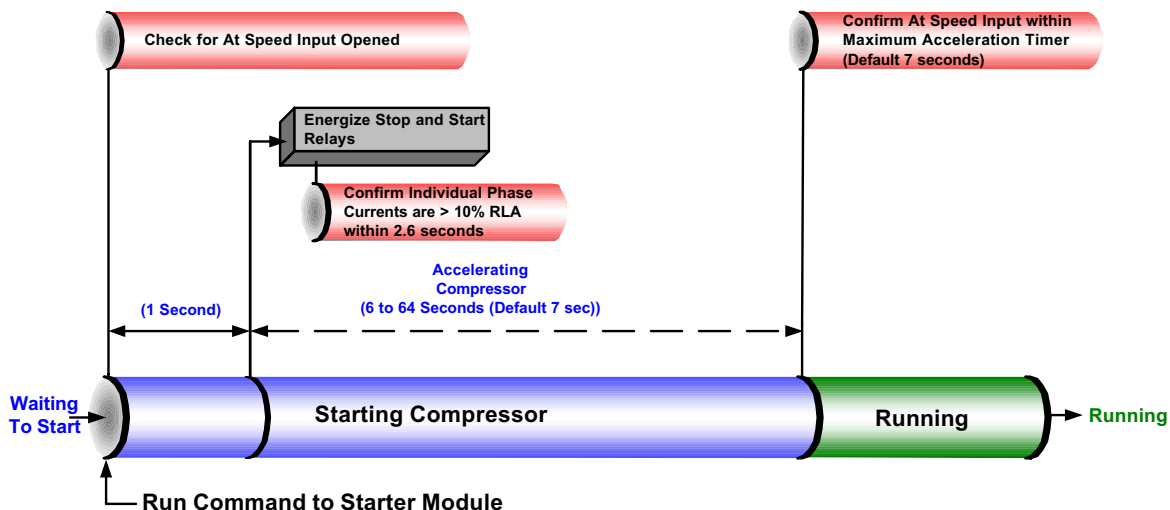 Check for At Speed Input Opened
Confirm At Speed Input within
Maximum Acceleration Timer
(Default 7 seconds)
Energize Stop and Start
Relays
Confirm Individual Phase
Currents are > 10% RLA
within 2.6 seconds
Accelerating
Compressor
(6 to 64 Seconds (Default 7 sec))
(1 Second)
Waiting
To Start
Starting Compressor
Running
Running
Run Command to Starter Module